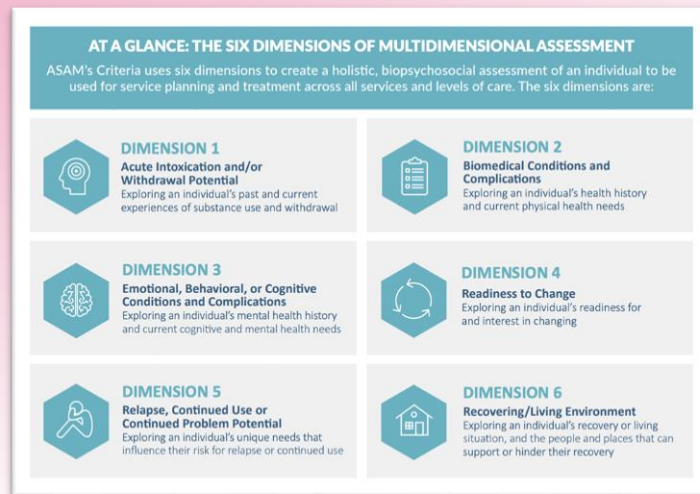 AT A GLANCE: THE SIX DIMENSIONS OF MULTIDIMENSIONAL ASSESSMENT
ASAM's Criteria uses six dimensions to create a holistic, biopsychosocial assessment of an individual to be
used for service planning and treatment across all services and levels of care. The six dimensions are:
DIMENSION 1
Acute Intoxication and/or
Withdrawal Potential
Exploring an individual's past and current
experiences of substance use and withdrawal
DIMENSION 2
Biomedical Conditions and
Complications
Exploring an individual's health history
and current physical health needs
DIMENSION 3
Emotional, Behavioral, or Cognitive
Conditions and Complications
Exploring an individual's mental health history
and current cognitive and mental health needs
DIMENSION 4
Readiness to Change
Exploring an individual's readiness for
and interest in changing
DIMENSION 5
Relapse, Continued Use or
Continued Problem Potential
Exploring an individual's unique needs that
influence their risk for relapse or continued use
DIMENSION 6
Recovering/Living Environment
Exploring an individual's recovery or living
situation, and the people and places that can
support or hinder their recovery